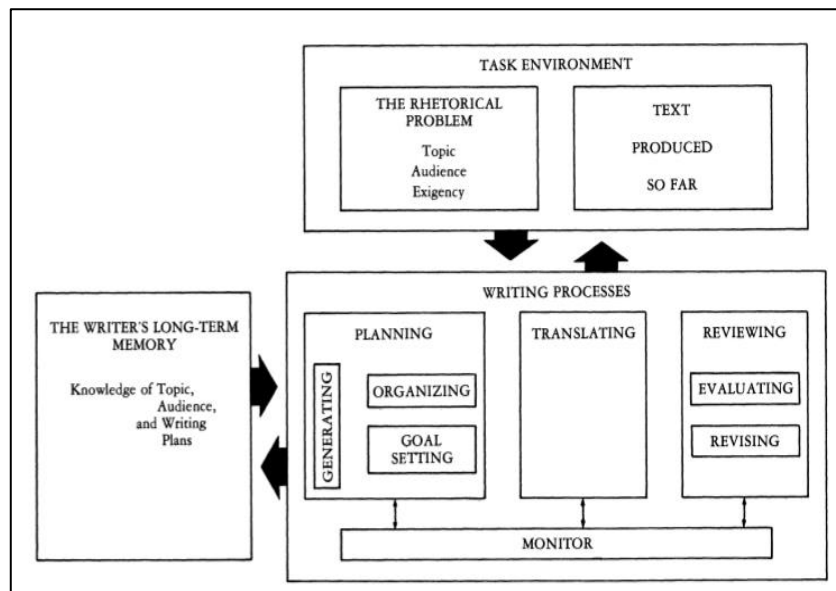 TASK ENVIRONMENT
THE RHETORICAL
PROBLEM
Topic
Audience
Exigency
TEXT
PRODUCED
SO FAR
WRITING PROCESSES
THE WRITER'S LONG-TERM
MEMORY
Knowledge of Topic,
Audience,
and Writing
Plans
PLANNING
GENERATING
ORGANIZING
GOAL
SETTING
TRANSLATING
REVIEWING
EVALUATING
REVISING
MONITOR